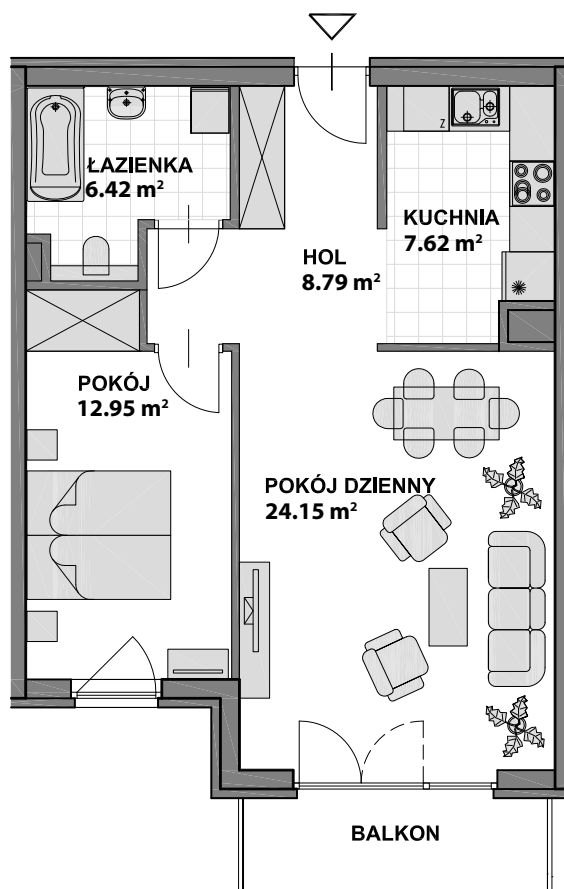 ŁAZIENKA
6.42 m²
Z
KUCHNIA
7.62 m²
HOL
8.79 m²
POKÓJ
12.95 m²
POKÓJ DZIENNY
24.15 m²
BALKON